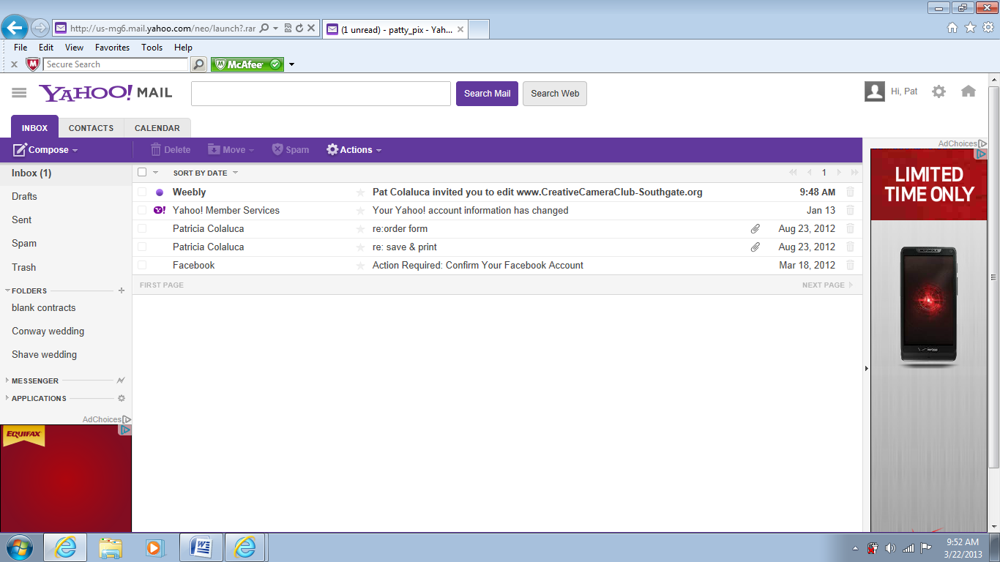 http://us-mg6.mail.yahoo.com/neo/launch?.rar
(1 unread) - patty_pix - Yah...
File Edit View Favorites Tools Help
Secure Search
McAfee
YAHOO! MAIL
Search Mail
Search Web
Hi, Pat
INBOX CONTACTS CALENDAR
Compose Delete Move Spam Actions
AdChoices
Inbox (1)
Drafts
Sent
Spam
Trash
FOLDERS
blank contracts
Conway wedding
Shave wedding
MESSENGER
APPLICATIONS
AdChoices
EQUIFAX
SORT BY DATE 1
Weebly Pat Colaluca invited you to edit www.CreativeCameraClub-Southgate.org 9:48 AM
Y! Yahoo! Member Services Your Yahoo! account information has changed Jan 13
Patricia Colaluca re:order form Aug 23, 2012
Patricia Colaluca re: save & print Aug 23, 2012
Facebook Action Required: Confirm Your Facebook Account Mar 18, 2012
FIRST PAGE NEXT PAGE
LIMITED
TIME ONLY
MOTOROLA
verizon
9:52 AM
3/22/2013